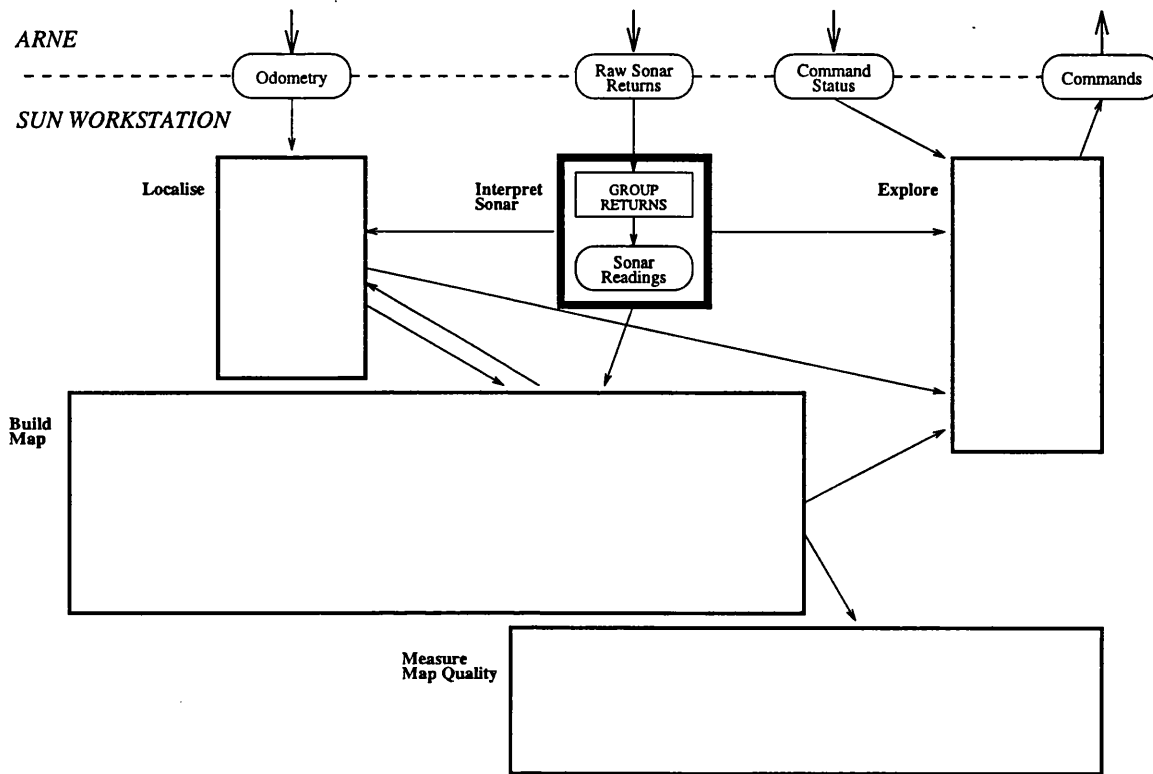 ARNE
Odometry
Raw Sonar
Returns
Command
Status
Commands
SUN WORKSTATION
Localise
Interpret
Sonar
GROUP
RETURNS
Sonar
Readings
Explore
Build
Map
Measure
Map Quality